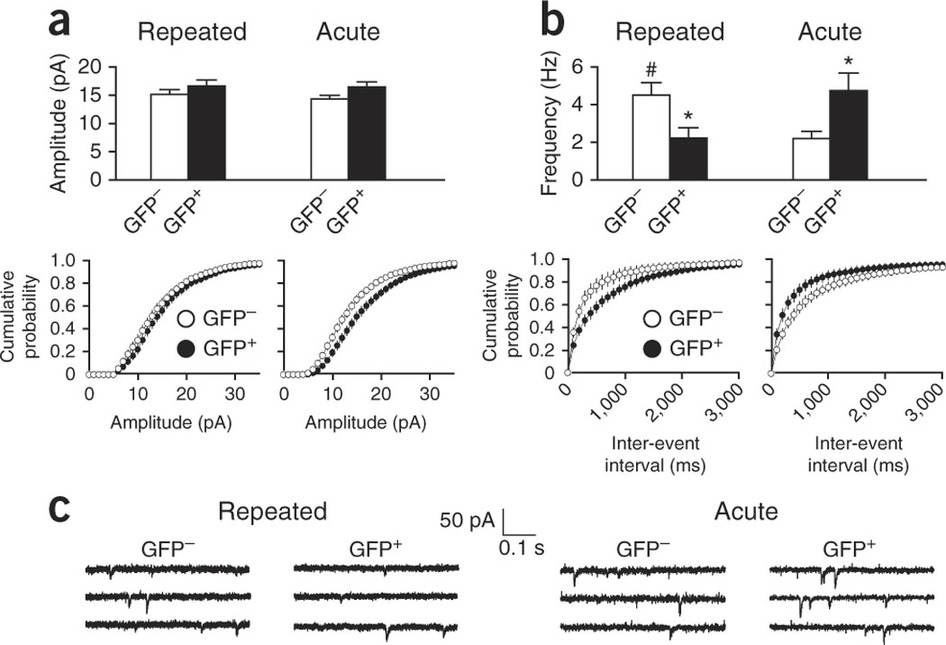 a
Repeated
Acute
Amplitude (pA)
20
15
10
5
0
GFP–
GFP+
GFP–
GFP+
Cumulative
probability
1.0
0.8
0.6
0.4
0.2
0
GFP–
GFP+
0
10
20
30
0
10
20
30
Amplitude (pA)
Amplitude (pA)
b
Repeated
Acute
Frequency (Hz)
6
4
2
0
#
*
*
GFP–
GFP+
GFP–
GFP+
Cumulative
probability
1.0
0.8
0.6
0.4
0.2
0
GFP–
GFP+
0
1,000
2,000
3,000
0
1,000
2,000
3,000
Inter-event
interval (ms)
Inter-event
interval (ms)
c
Repeated
50 pA
0.1 s
Acute
GFP–
GFP+
GFP–
GFP+